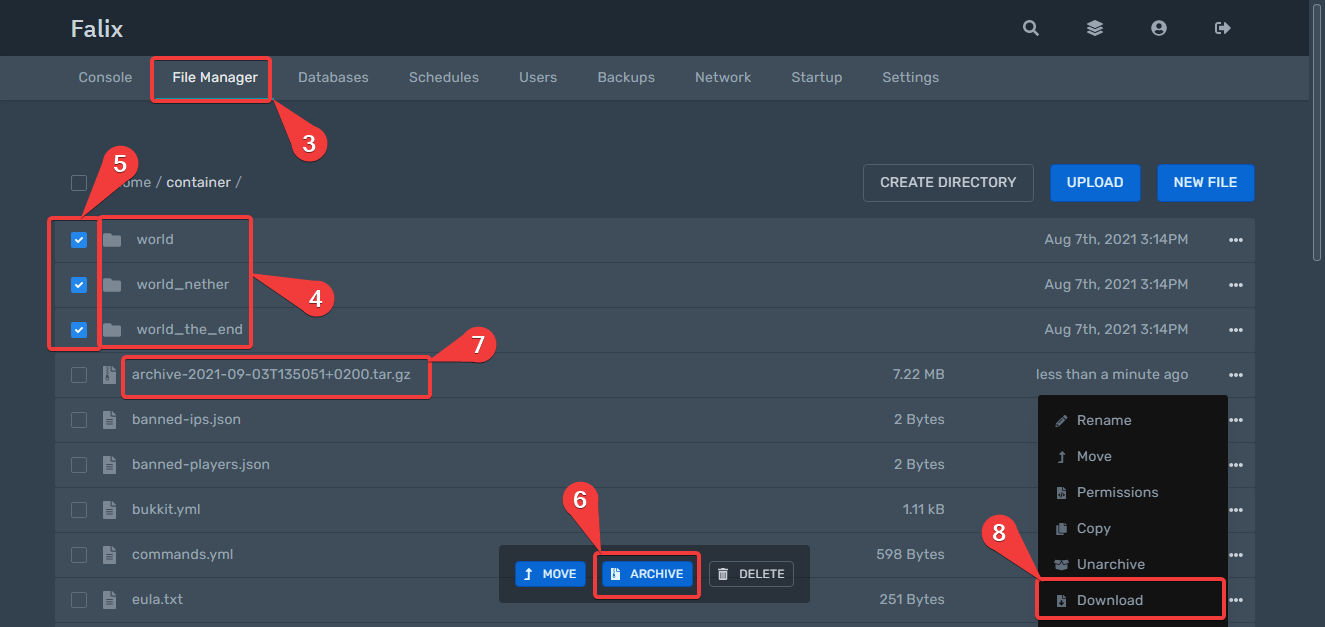 Falix
Console File Manager Databases Schedules Users Backups Network Startup Settings
3
5
ome / container / CREATE DIRECTORY UPLOAD NEW FILE
world Aug 7th, 2021 3:14PM
world_nether Aug 7th, 2021 3:14PM
4
world_the_end Aug 7th, 2021 3:14PM
7
archive-2021-09-03T135051+0200.tar.gz 7.22 MB less than a minute ago
banned-ips.json 2 Bytes
Rename
banned-players.json 2 Bytes
Move
Permissions
6
bukkit.yml 1.11 kB
Copy
8
commands.yml 598 Bytes
Unarchive
MOVE ARCHIVE DELETE
eula.txt 251 Bytes
Download